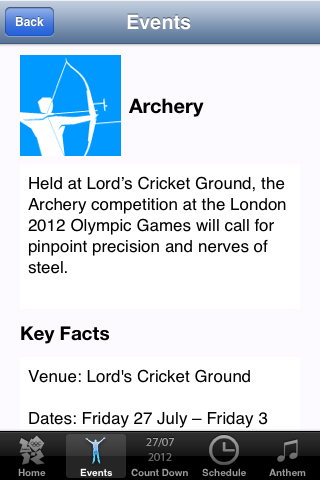 Back
Events
Archery
Held at Lord’s Cricket Ground, the
Archery competition at the London
2012 Olympic Games will call for
pinpoint precision and nerves of
steel.
Key Facts
Venue: Lord's Cricket Ground
Dates: Friday 27 July – Friday 3
27/07
2012
Home
Events
Count Down
Schedule
Anthem